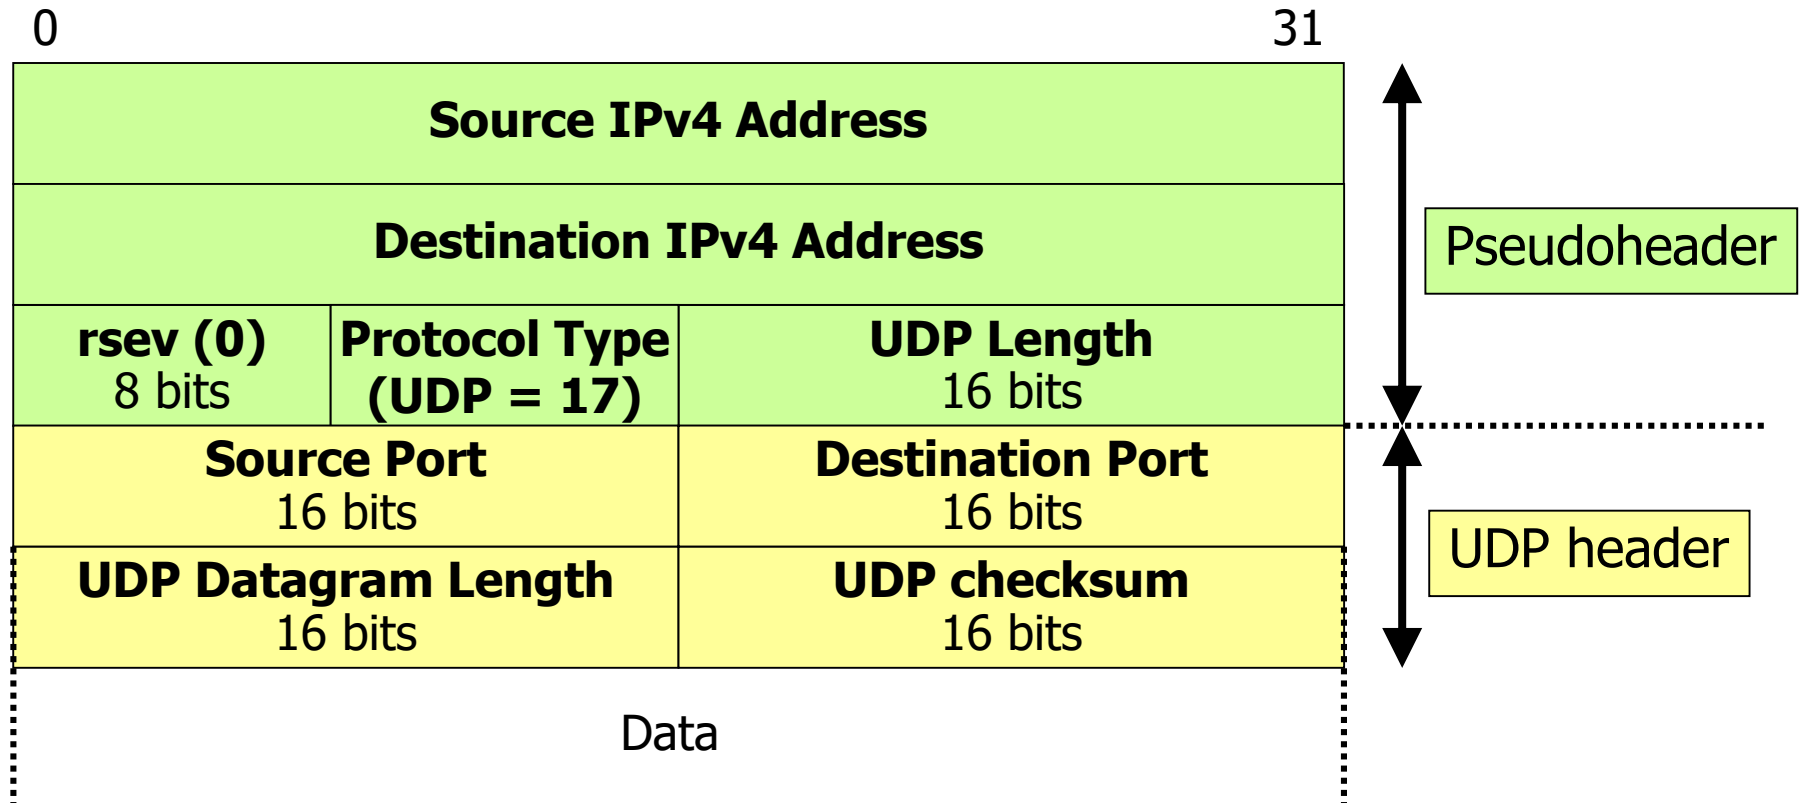 0
31
Source IPv4 Address
Destination IPv4 Address
Pseudoheader
rsev (0)
8 bits
Protocol Type
(UDP = 17)
UDP Length
16 bits
Source Port
16 bits
Destination Port
16 bits
UDP header
UDP Datagram Length
16 bits
UDP checksum
16 bits
Data